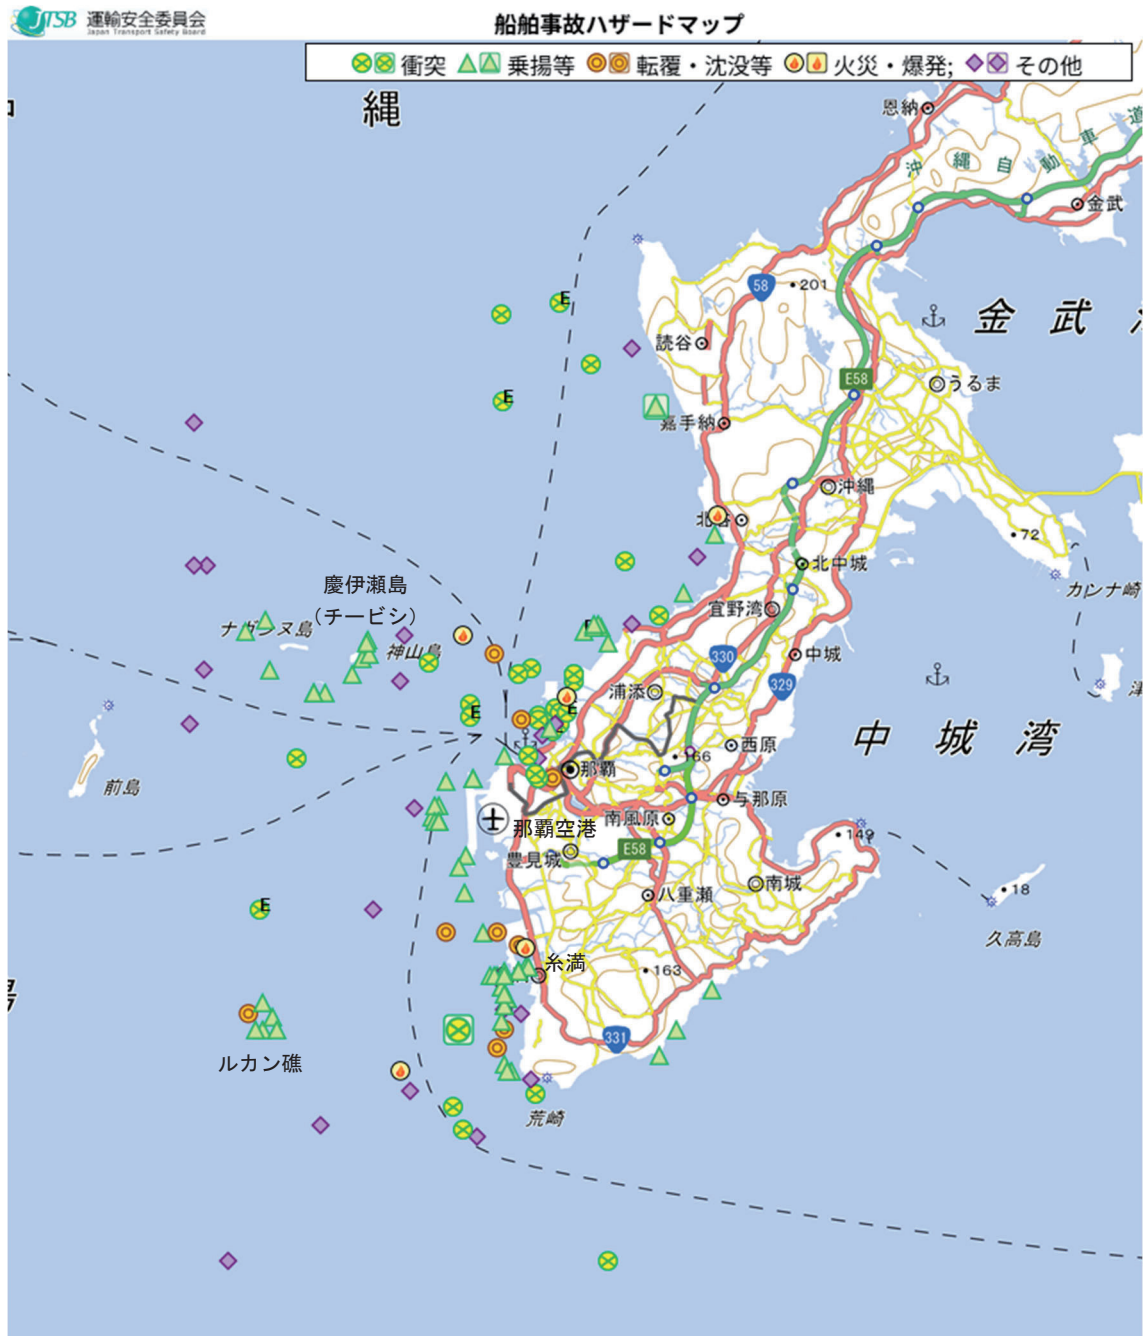 JTSB 運輸安全委員会
Japan Transport Safety Board
船舶事故ハザードマップ
衝突 乗揚等 転覆・沈没等 火災・爆発; その他
縄
恩納
沖縄自動車道
金武
58
201
E
金武
読谷
E58
うるま
E
嘉手納
沖縄
北谷
72
北中城
慶伊瀬島
(チービシ)
カンナ崎
宜野湾
ナガンヌ島
神山島
330
中城
329
浦添
E
E
中城湾
西原
166
那覇
前島
与那原
那覇空港
南風原
149
E58
豊見城
南城
八重瀬
18
E
久高島
糸満
163
331
ルカン礁
荒崎